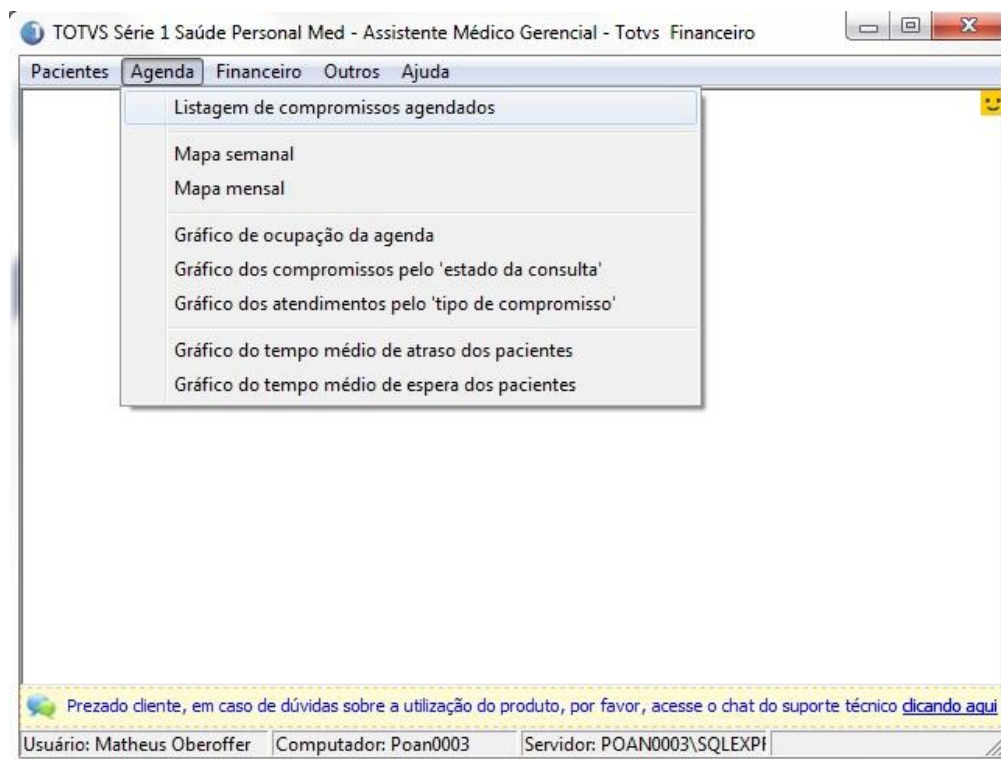 TOTVS Série 1 Saúde Personal Med - Assistente Médico Gerencial - Totvs Financeiro
Pacientes Agenda Financeiro Outros Ajuda
Listagem de compromissos agendados
Mapa semanal
Mapa mensal
Gráfico de ocupação da agenda
Gráfico dos compromissos pelo 'estado da consulta'
Gráfico dos atendimentos pelo 'tipo de compromisso'
Gráfico do tempo médio de atraso dos pacientes
Gráfico do tempo médio de espera dos pacientes
Prezado cliente, em caso de dúvidas sobre a utilização do produto, por favor, acesse o chat do suporte técnico clicando aqui
Usuário: Matheus Oberoffer Computador: Poan0003 Servidor: POAN0003\SQLEXP